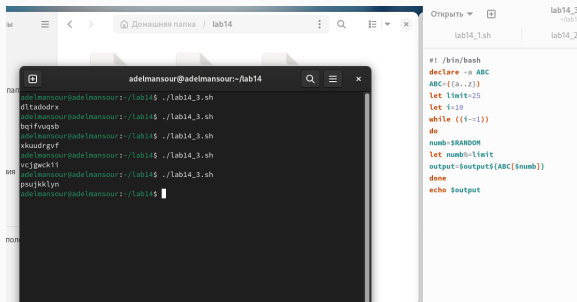 Домашняя папка / lab14
adelmansour@adelmansour:~/lab14
adelmansour@adelmansour:~/lab14$ ./lab14_3.sh
dltadodrx
adelmansour@adelmansour:~/lab14$ ./lab14_3.sh
bqifvuqsb
adelmansour@adelmansour:~/lab14$ ./lab14_3.sh
xkuudrgvf
adelmansour@adelmansour:~/lab14$ ./lab14_3.sh
vcjgwckii
adelmansour@adelmansour:~/lab14$ ./lab14_3.sh
psujkklyn
adelmansour@adelmansour:~/lab14$
Открыть
lab14_3
~/lab1
lab14_1.sh
lab14_2
#! /bin/bash
declare -a ABC
ABC=({a..z})
let limit=25
let i=10
while ((i-=1))
do
numb=$RANDOM
let numb%=limit
output=$output${ABC[$numb]}
done
echo $output